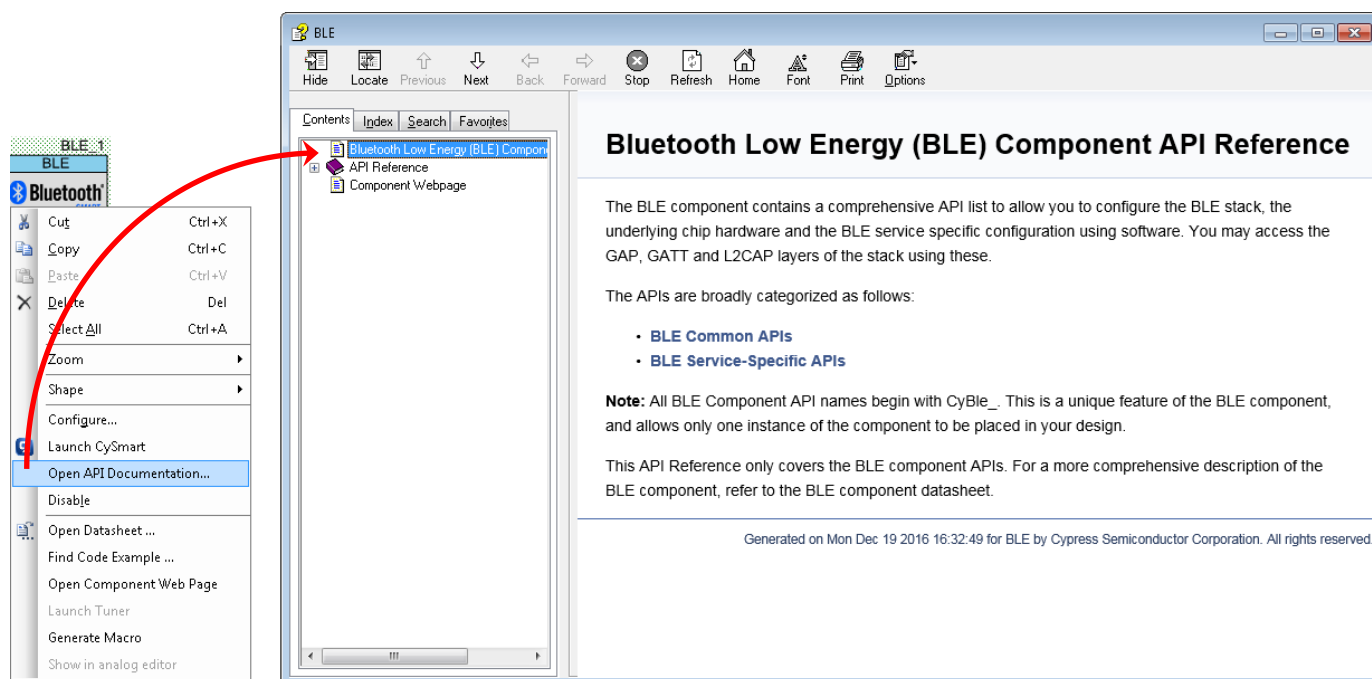 BLE_1
BLE
Bluetooth
SMART
Cut Ctrl+X
Copy Ctrl+C
Paste Ctrl+V
Delete Del
Select All Ctrl+A
Zoom
Shape
Configure...
Launch CySmart
Open API Documentation...
Disable
Open Datasheet ...
Find Code Example ...
Open Component Web Page
Launch Tuner
Generate Macro
Show in analog editor
BLE
Hide Locate Previous Next Back Forward Stop Refresh Home Font Print Options
Contents Index Search Favorites
Bluetooth Low Energy (BLE) Compon
API Reference
Component Webpage
Bluetooth Low Energy (BLE) Component API Reference
The BLE component contains a comprehensive API list to allow you to configure the BLE stack, the
underlying chip hardware and the BLE service specific configuration using software. You may access the
GAP, GATT and L2CAP layers of the stack using these.
The APIs are broadly categorized as follows:
• BLE Common APIs
• BLE Service-Specific APIs
Note: All BLE Component API names begin with CyBle_. This is a unique feature of the BLE component,
and allows only one instance of the component to be placed in your design.
This API Reference only covers the BLE component APIs. For a more comprehensive description of the
BLE component, refer to the BLE component datasheet.
Generated on Mon Dec 19 2016 16:32:49 for BLE by Cypress Semiconductor Corporation. All rights reserved.